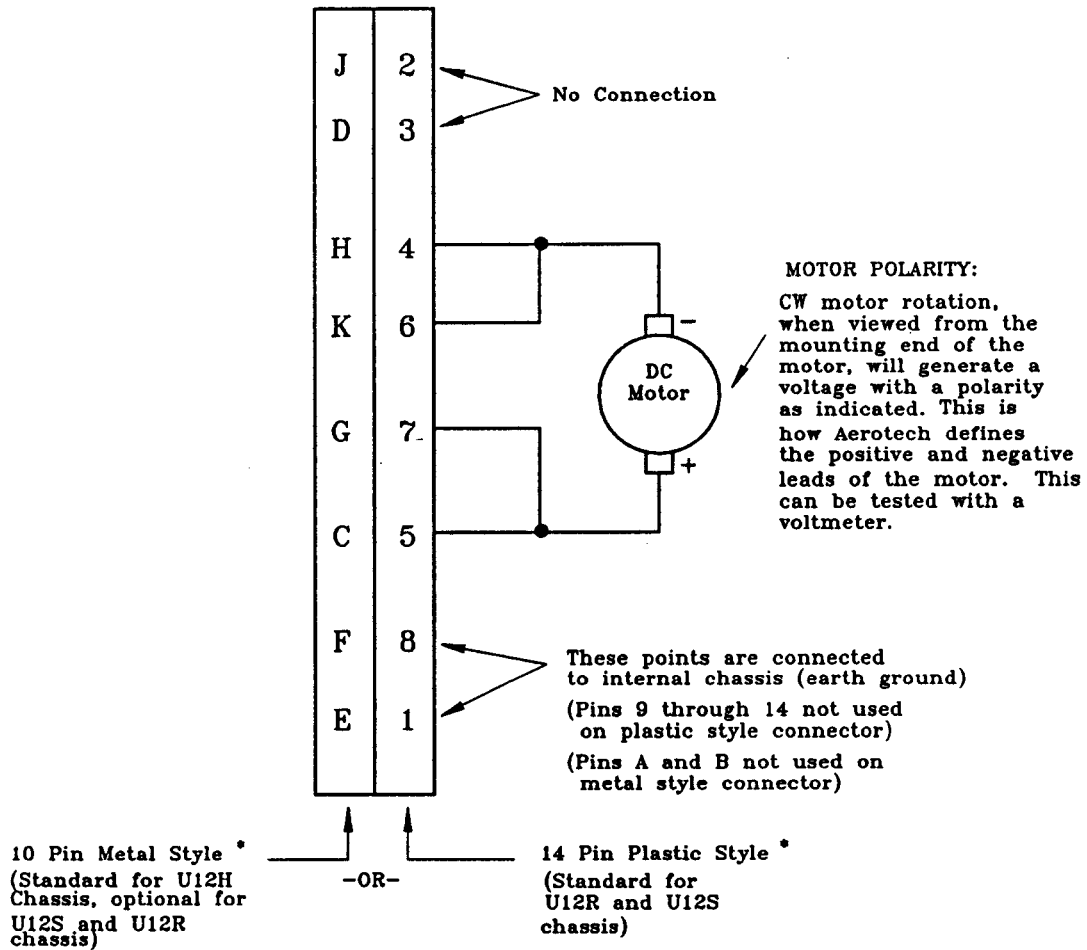 J 2
No Connection
D 3
H 4
K 6
G 7
C 5
F 8
E 1
-
DC
Motor
+
MOTOR POLARITY:
CW motor rotation,
when viewed from the
mounting end of the
motor, will generate a
voltage with a polarity
as indicated. This is
how Aerotech defines
the positive and negative
leads of the motor. This
can be tested with a
voltmeter.
These points are connected
to internal chassis (earth ground)
(Pins 9 through 14 not used
on plastic style connector)
(Pins A and B not used on
metal style connector)
10 Pin Metal Style *
(Standard for U12H
Chassis, optional for
U12S and U12R
chassis)
-OR-
14 Pin Plastic Style *
(Standard for
U12R and U12S
chassis)